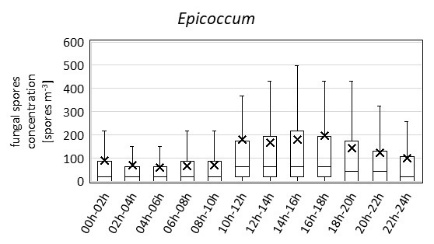 Epicoccum
fungal spores
concentration
[spores m⁻³]
600
500
400
300
200
100
0
00h-02h
02h-04h
04h-06h
06h-08h
08h-10h
10h-12h
12h-14h
14h-16h
16h-18h
18h-20h
20h-22h
22h-24h